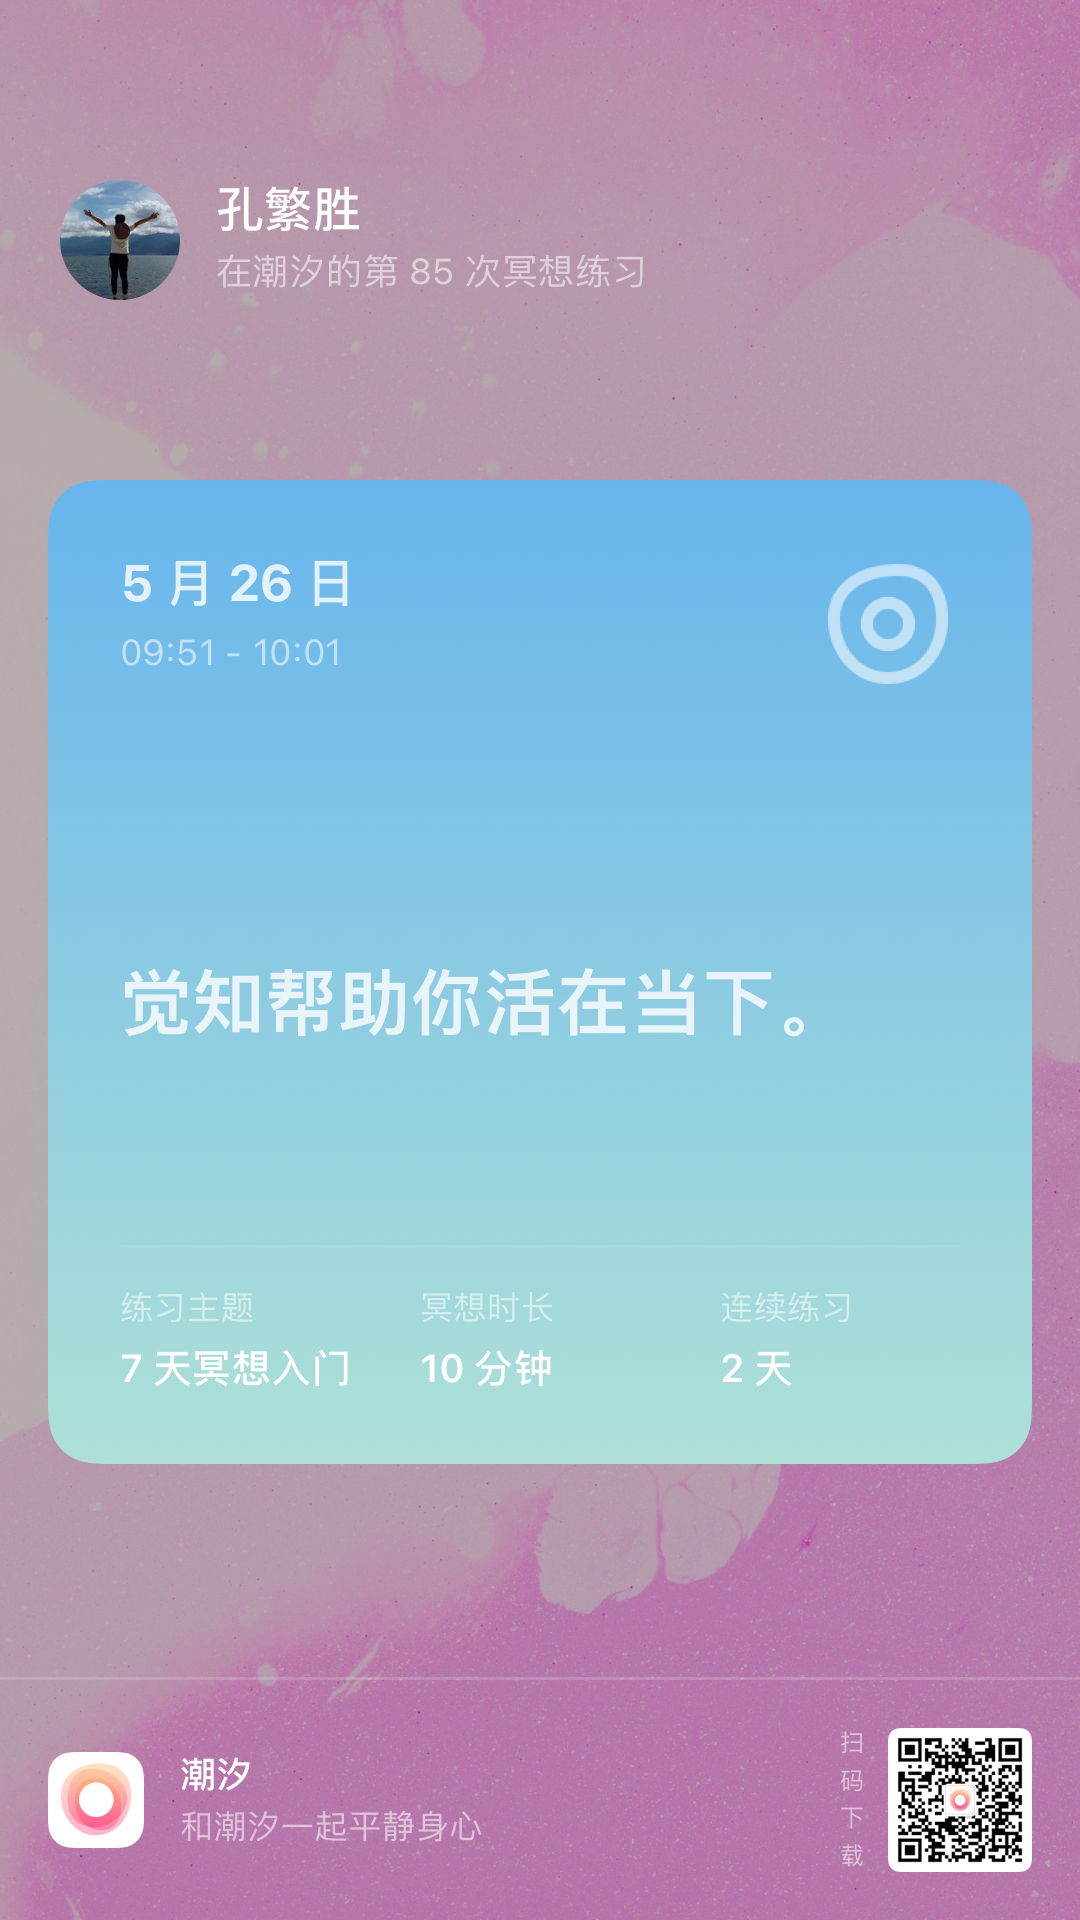 孔繁胜
在潮汐的第 85 次冥想练习
5 月 26 日
09:51 - 10:01
觉知帮助你活在当下。
练习主题 冥想时长 连续练习
7 天冥想入门 10 分钟 2 天
潮汐
和潮汐一起平静身心
扫码下载